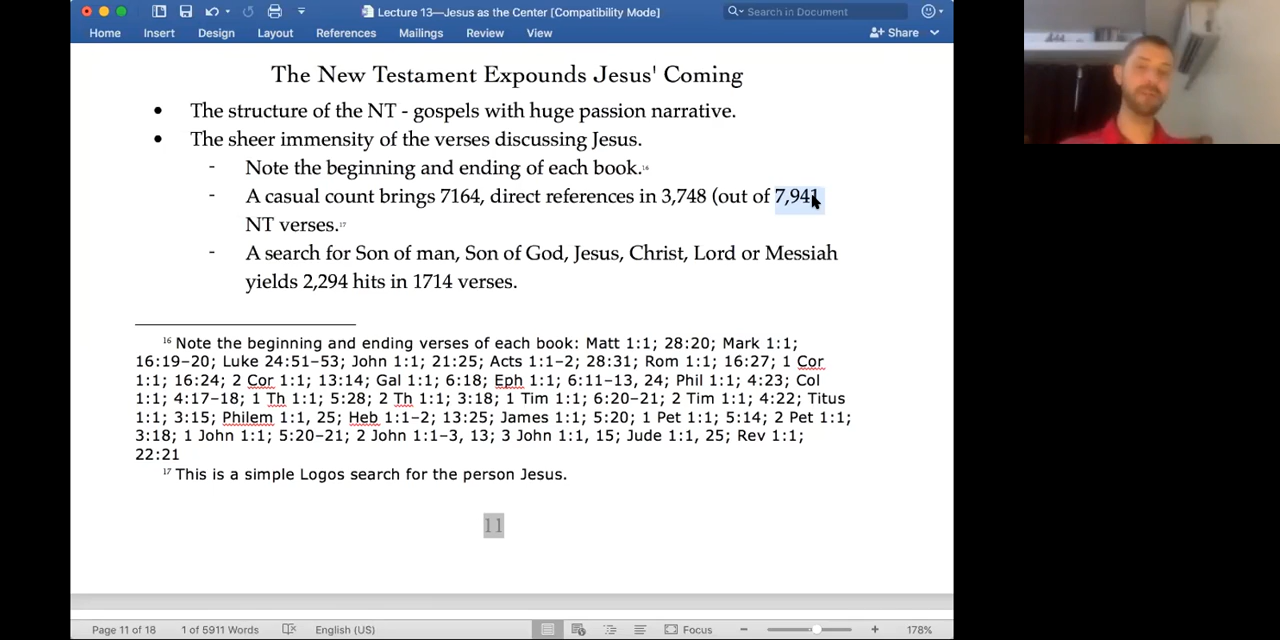 Lecture 13—Jesus as the Center [Compatibility Mode]
Search in Document
Home Insert Design Layout References Mailings Review View
Share
The New Testament Expounds Jesus' Coming
• The structure of the NT - gospels with huge passion narrative.
• The sheer immensity of the verses discussing Jesus.
- Note the beginning and ending of each book.16
- A casual count brings 7164, direct references in 3,748 (out of 7,941
NT verses.17
- A search for Son of man, Son of God, Jesus, Christ, Lord or Messiah
yields 2,294 hits in 1714 verses.
16 Note the beginning and ending verses of each book: Matt 1:1; 28:20; Mark 1:1;
16:19–20; Luke 24:51–53; John 1:1; 21:25; Acts 1:1–2; 28:31; Rom 1:1; 16:27; 1 Cor
1:1; 16:24; 2 Cor 1:1; 13:14; Gal 1:1; 6:18; Eph 1:1; 6:11–13, 24; Phil 1:1; 4:23; Col
1:1; 4:17–18; 1 Th 1:1; 5:28; 2 Th 1:1; 3:18; 1 Tim 1:1; 6:20–21; 2 Tim 1:1; 4:22; Titus
1:1; 3:15; Philem 1:1, 25; Heb 1:1–2; 13:25; James 1:1; 5:20; 1 Pet 1:1; 5:14; 2 Pet 1:1;
3:18; 1 John 1:1; 5:20–21; 2 John 1:1–3, 13; 3 John 1:1, 15; Jude 1:1, 25; Rev 1:1;
22:21
17 This is a simple Logos search for the person Jesus.
11
Page 11 of 18 1 of 5911 Words English (US) Focus 178%